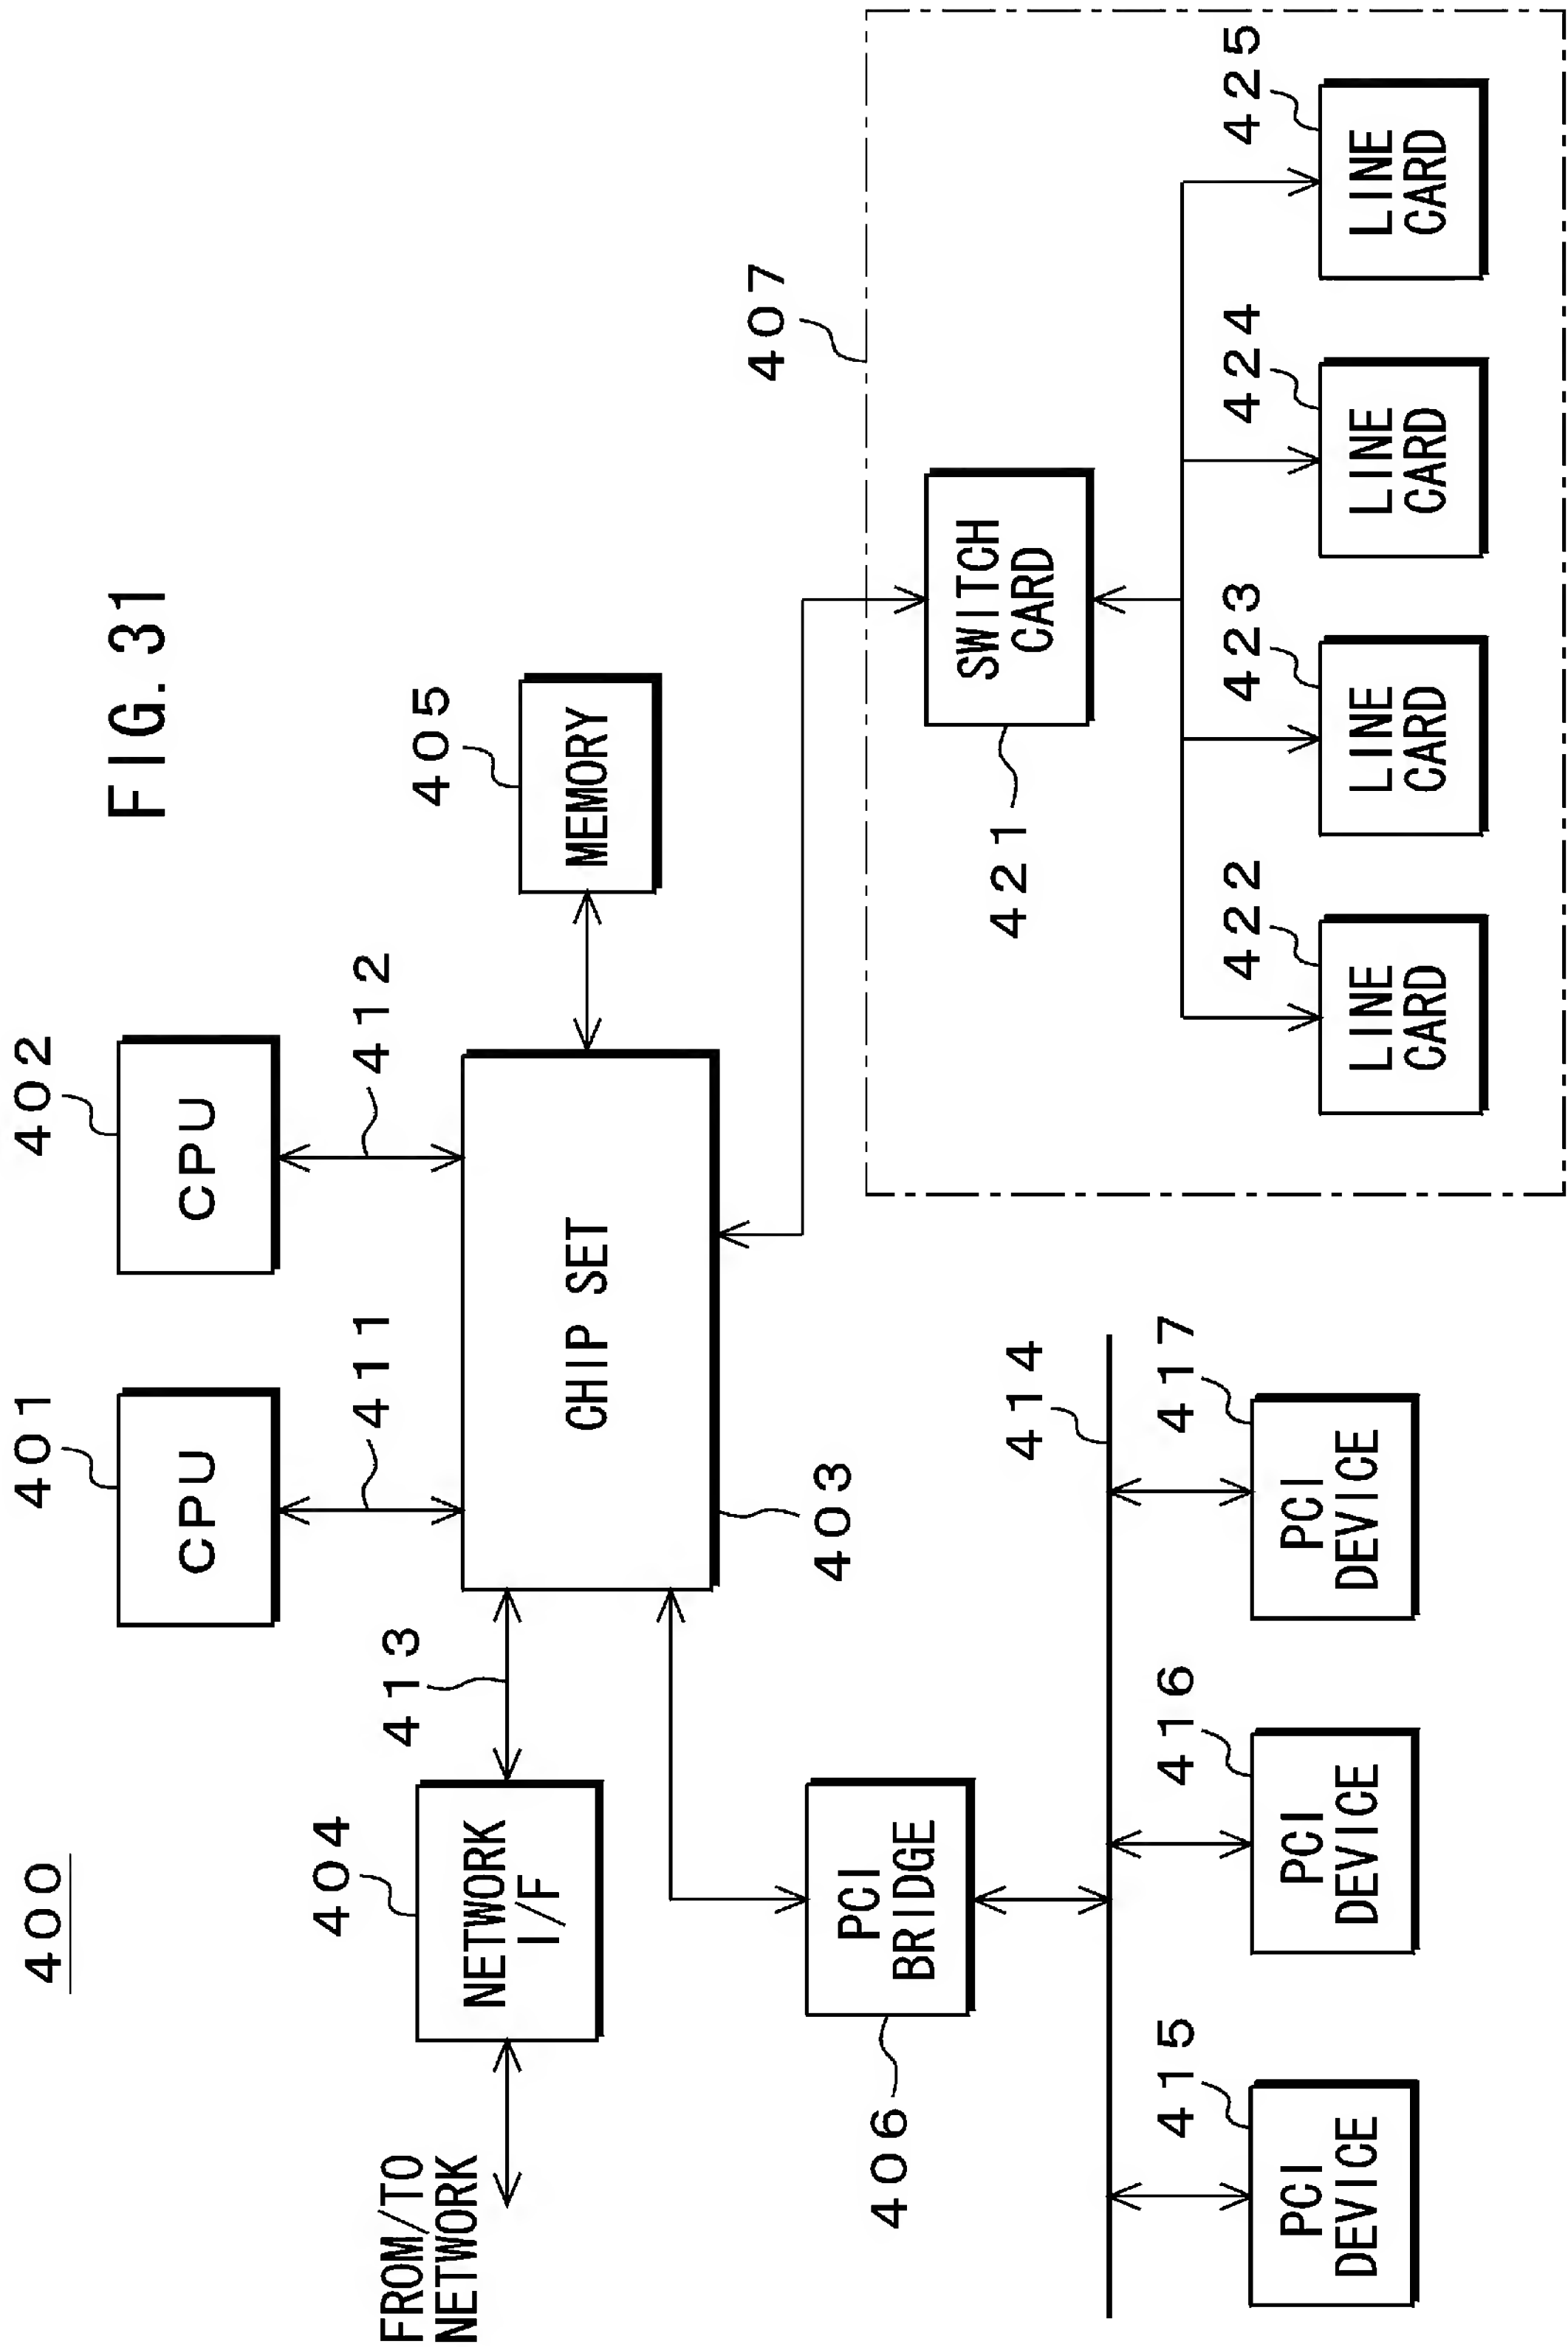 FIG. 31
400
401
CPU
402
CPU
411
412
FROM/TO
NETWORK
404
NETWORK
I/F
413
CHIP SET
403
405
MEMORY
406
PCI
BRIDGE
414
415
PCI
DEVICE
416
PCI
DEVICE
417
PCI
DEVICE
407
421
SWITCH
CARD
422
LINE
CARD
423
LINE
CARD
424
LINE
CARD
425
LINE
CARD